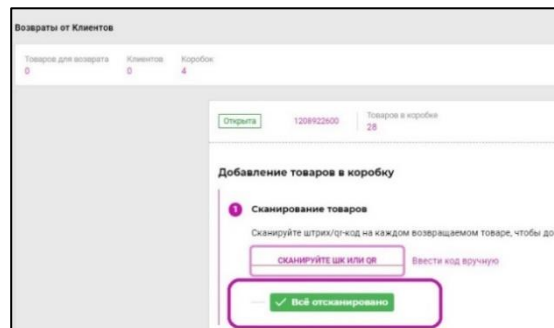 Возвраты от Клиентов
Товаров для возврата Клиентов Коробок
0 0 4
Открыта 1208922600 Товаров в коробке
28
Добавление товаров в коробку
1 Сканирование товаров
Сканируйте штрих/qr-код на каждом возвращаемом товаре, чтобы до
СКАНИРУЙТЕ ШК ИЛИ QR Ввести код вручную
Всё отсканировано